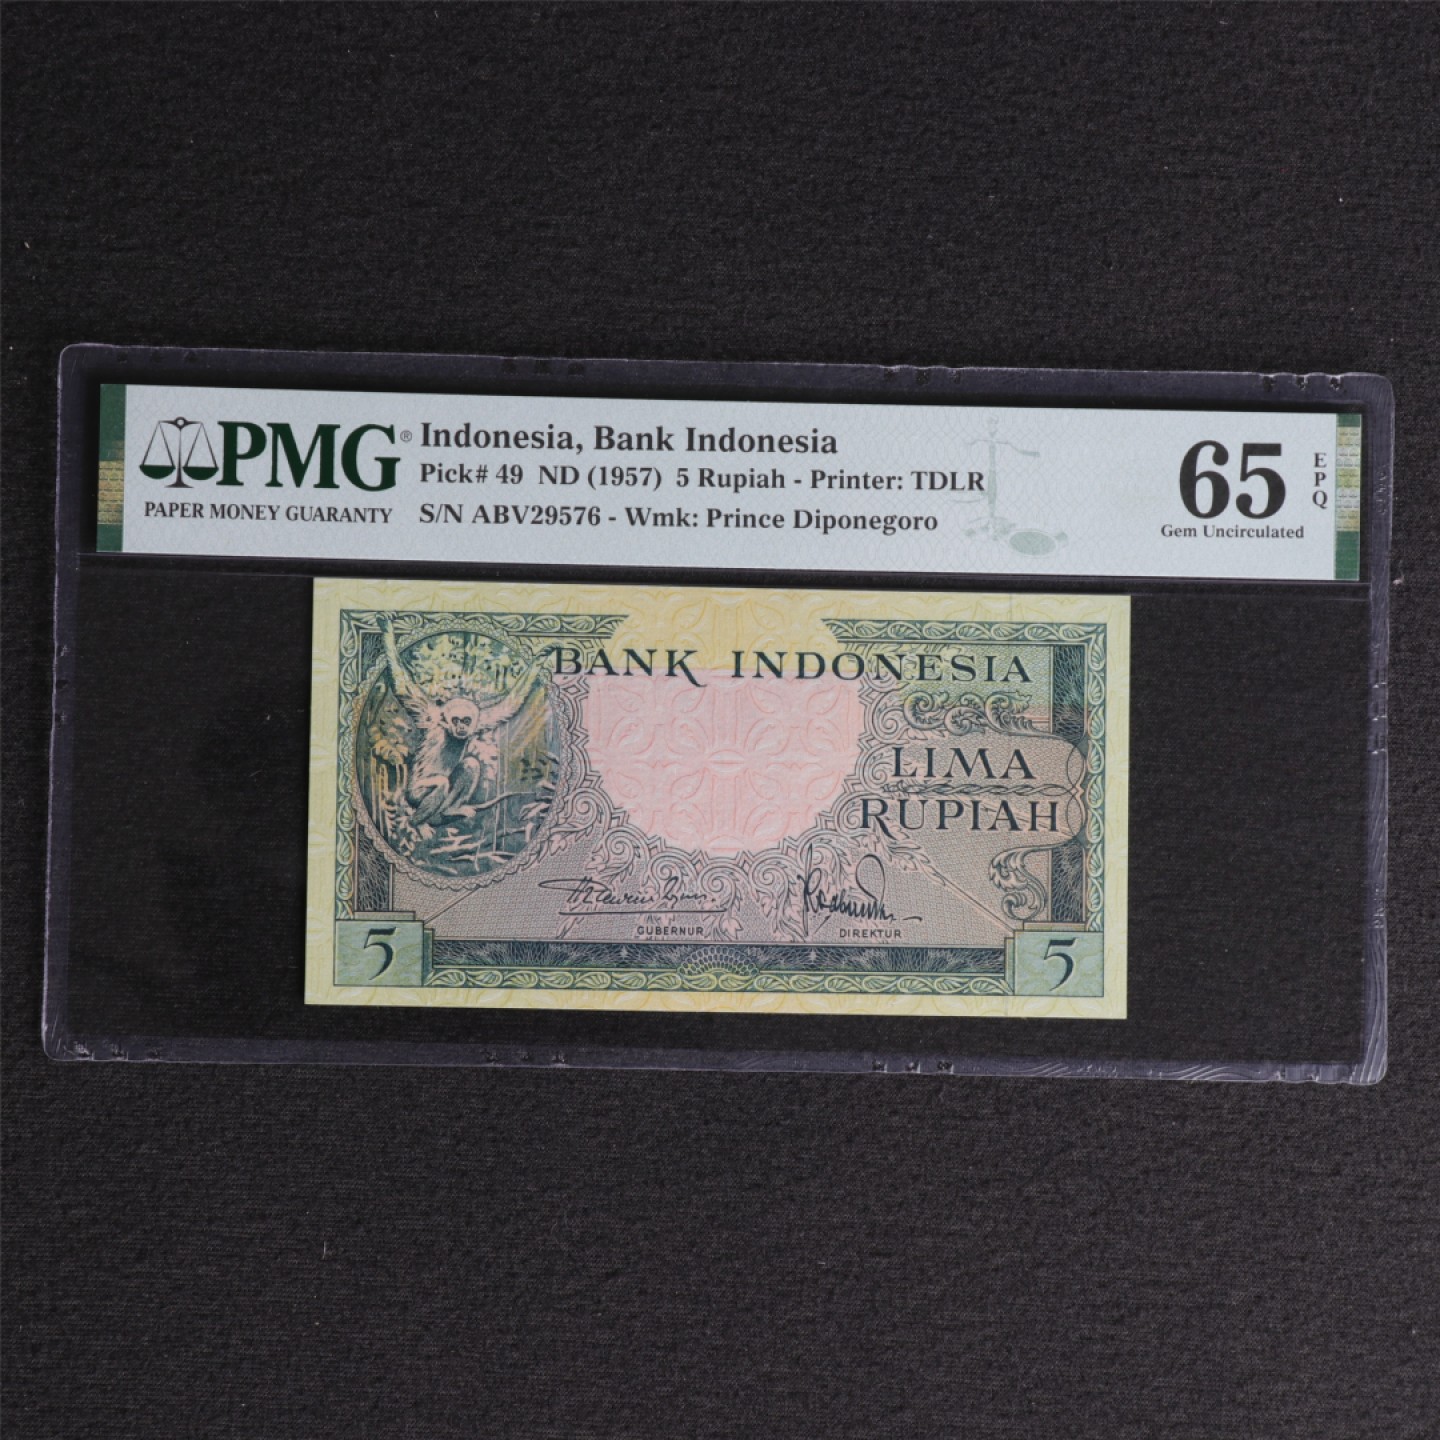 PMG®
PAPER MONEY GUARANTY
Indonesia, Bank Indonesia
Pick# 49 ND (1957) 5 Rupiah - Printer: TDLR
S/N ABV29576 - Wmk: Prince Diponegoro
65
EPQ
Gem Uncirculated
BANK INDONESIA
LIMA
RUPIAH
GUBERNUR
DIREKTUR
5
5